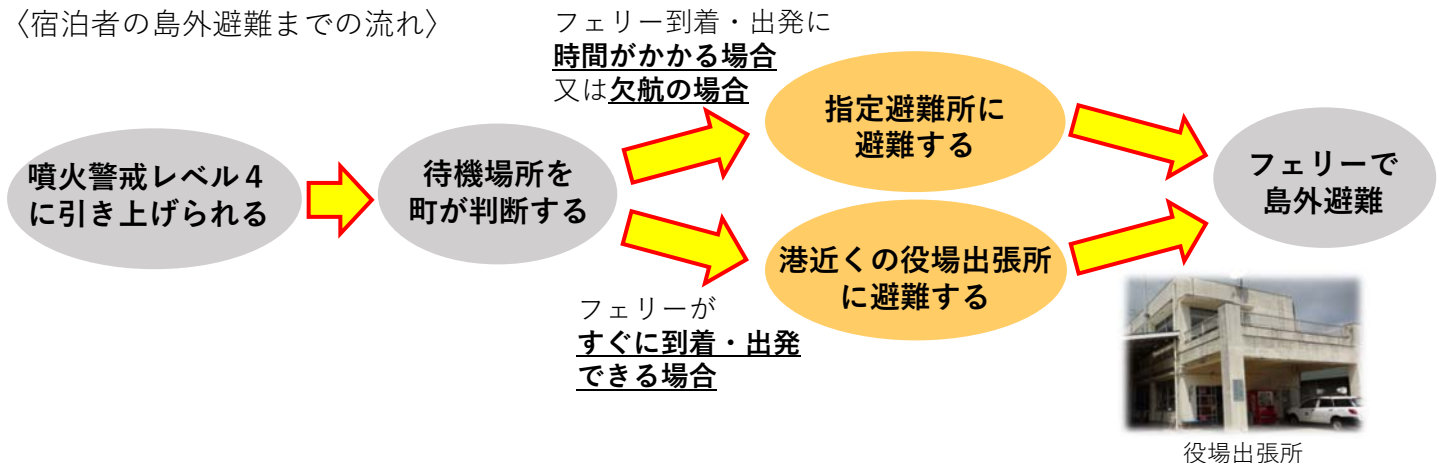 〈宿泊者の島外避難までの流れ〉
フェリー到着・出発に
時間がかかる場合
又は欠航の場合
噴火警戒レベル４
に引き上げられる
待機場所を
町が判断する
指定避難所に
避難する
港近くの役場出張所
に避難する
フェリーが
すぐに到着・出発
できる場合
フェリーで
島外避難
役場出張所